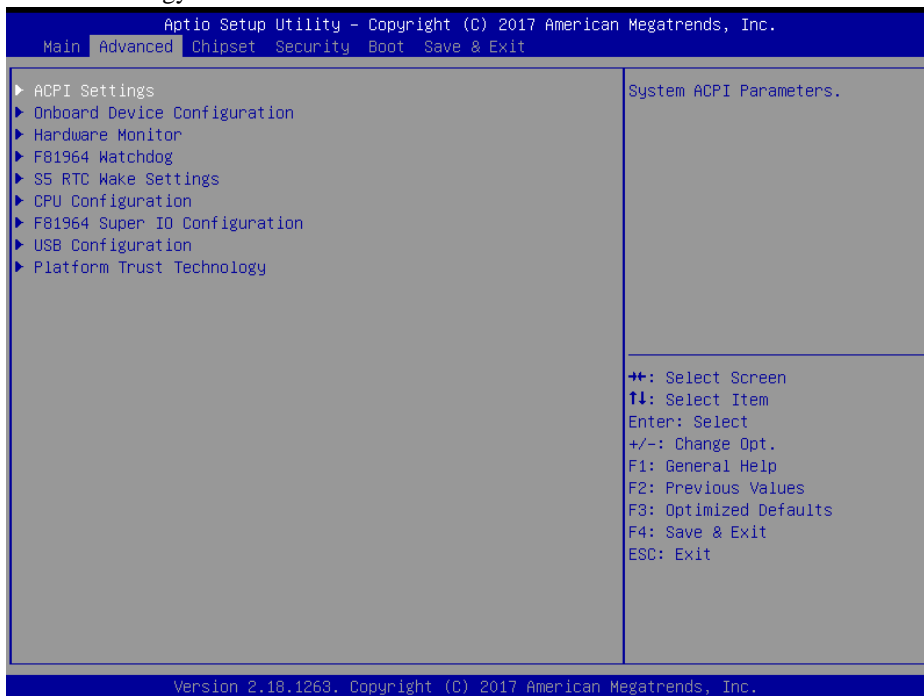 Aptio Setup Utility – Copyright (C) 2017 American Megatrends, Inc.
Main Advanced Chipset Security Boot Save & Exit
ACPI Settings
Onboard Device Configuration
Hardware Monitor
F81964 Watchdog
S5 RTC Wake Settings
CPU Configuration
F81964 Super IO Configuration
USB Configuration
Platform Trust Technology
System ACPI Parameters.
→←: Select Screen
↑↓: Select Item
Enter: Select
+/-: Change Opt.
F1: General Help
F2: Previous Values
F3: Optimized Defaults
F4: Save & Exit
ESC: Exit
Version 2.18.1263. Copyright (C) 2017 American Megatrends, Inc.